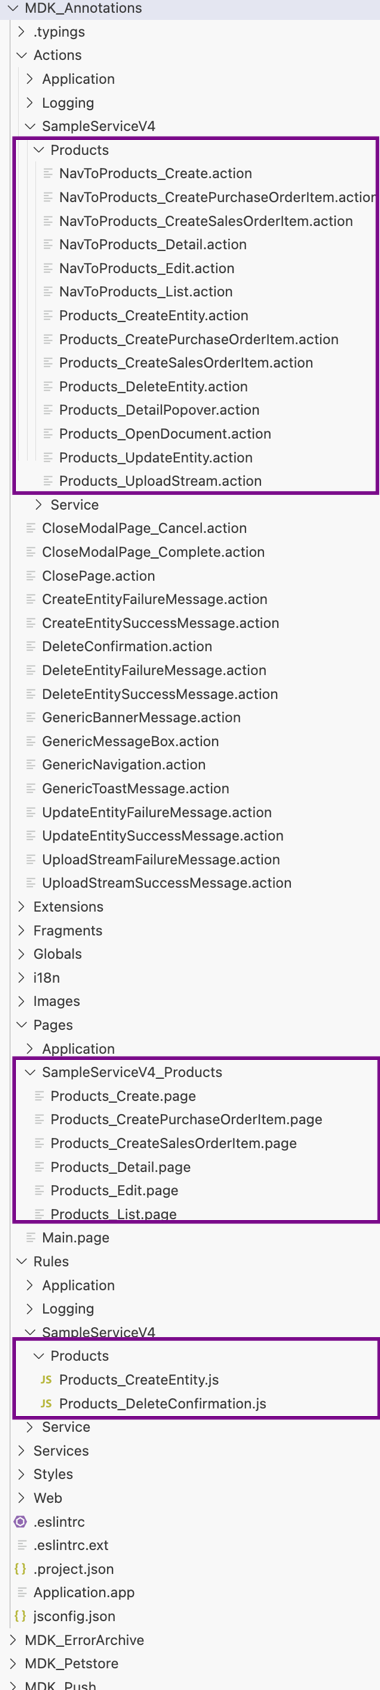 MDK_Annotations
.typings
Actions
Application
Logging
SampleServiceV4
Products
NavToProducts_Create.action
NavToProducts_CreatePurchaseOrderItem.action
NavToProducts_CreateSalesOrderItem.action
NavToProducts_Detail.action
NavToProducts_Edit.action
NavToProducts_List.action
Products_CreateEntity.action
Products_CreatePurchaseOrderItem.action
Products_CreateSalesOrderItem.action
Products_DeleteEntity.action
Products_DetailPopover.action
Products_OpenDocument.action
Products_UpdateEntity.action
Products_UploadStream.action
Service
CloseModalPage_Cancel.action
CloseModalPage_Complete.action
ClosePage.action
CreateEntityFailureMessage.action
CreateEntitySuccessMessage.action
DeleteConfirmation.action
DeleteEntityFailureMessage.action
DeleteEntitySuccessMessage.action
GenericBannerMessage.action
GenericMessageBox.action
GenericNavigation.action
GenericToastMessage.action
UpdateEntityFailureMessage.action
UpdateEntitySuccessMessage.action
UploadStreamFailureMessage.action
UploadStreamSuccessMessage.action
Extensions
Fragments
Globals
i18n
Images
Pages
Application
SampleServiceV4_Products
Products_Create.page
Products_CreatePurchaseOrderItem.page
Products_CreateSalesOrderItem.page
Products_Detail.page
Products_Edit.page
Products_List.page
Main.page
Rules
Application
Logging
SampleServiceV4
Products
JS Products_CreateEntity.js
JS Products_DeleteConfirmation.js
Service
Services
Styles
Web
.eslintrc
.eslintrc.ext
{} .project.json
Application.app
{} jsconfig.json
MDK_ErrorArchive
MDK_Petstore
MDK_Push